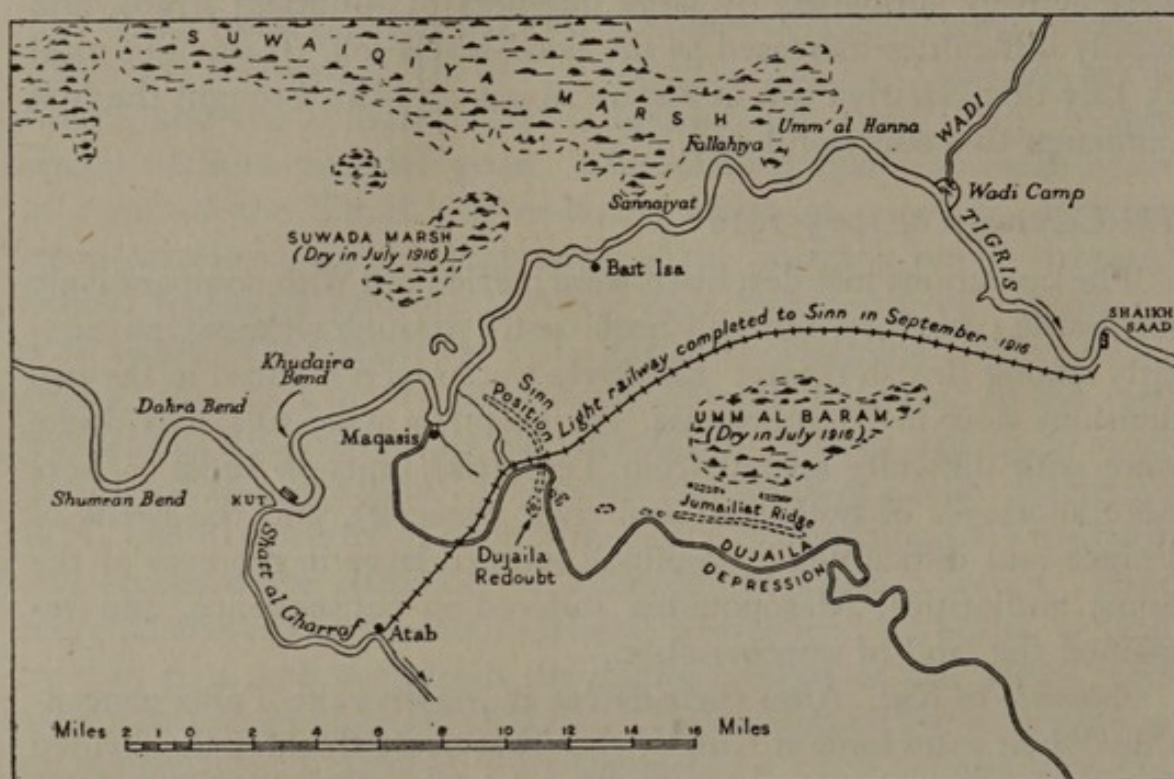 SUWAIQIYA MARSH
Umm al Hanna
WADI
Fallahiya
Wadi Camp
Sannaiyat
TIGRIS
SUWADA MARSH
(Dry in July 1916)
Bait Isa
SHAIKH
SAAD
Light railway completed to Sinn in September 1916
Khudaira
Bend
Sinn
Position
Dahra Bend
UMM AL BARAM
(Dry in July 1916)
Maqasis
Shumran Bend
KUT
Jumailiat Ridge
Dujaila
Redoubt
DUJAILA
DEPRESSION
Shatt al Gharraf
Atab
Miles 2 1 0 2 4 6 8 10 12 14 16 Miles